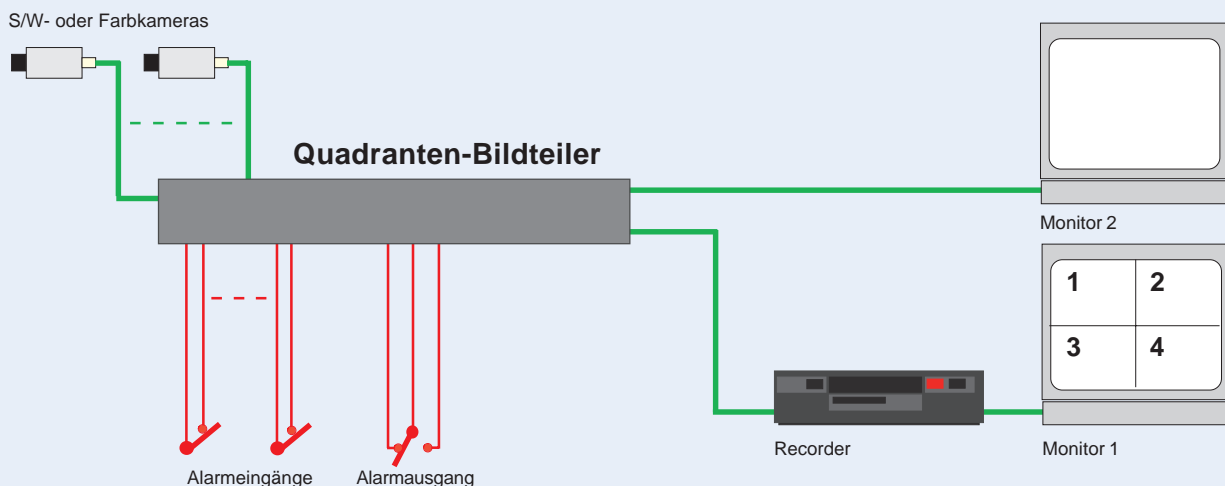 S/W- oder Farbkameras
Quadranten-Bildteiler
Monitor 2
1 2
3 4
Recorder
Monitor 1
Alarmeingänge
Alarmausgang